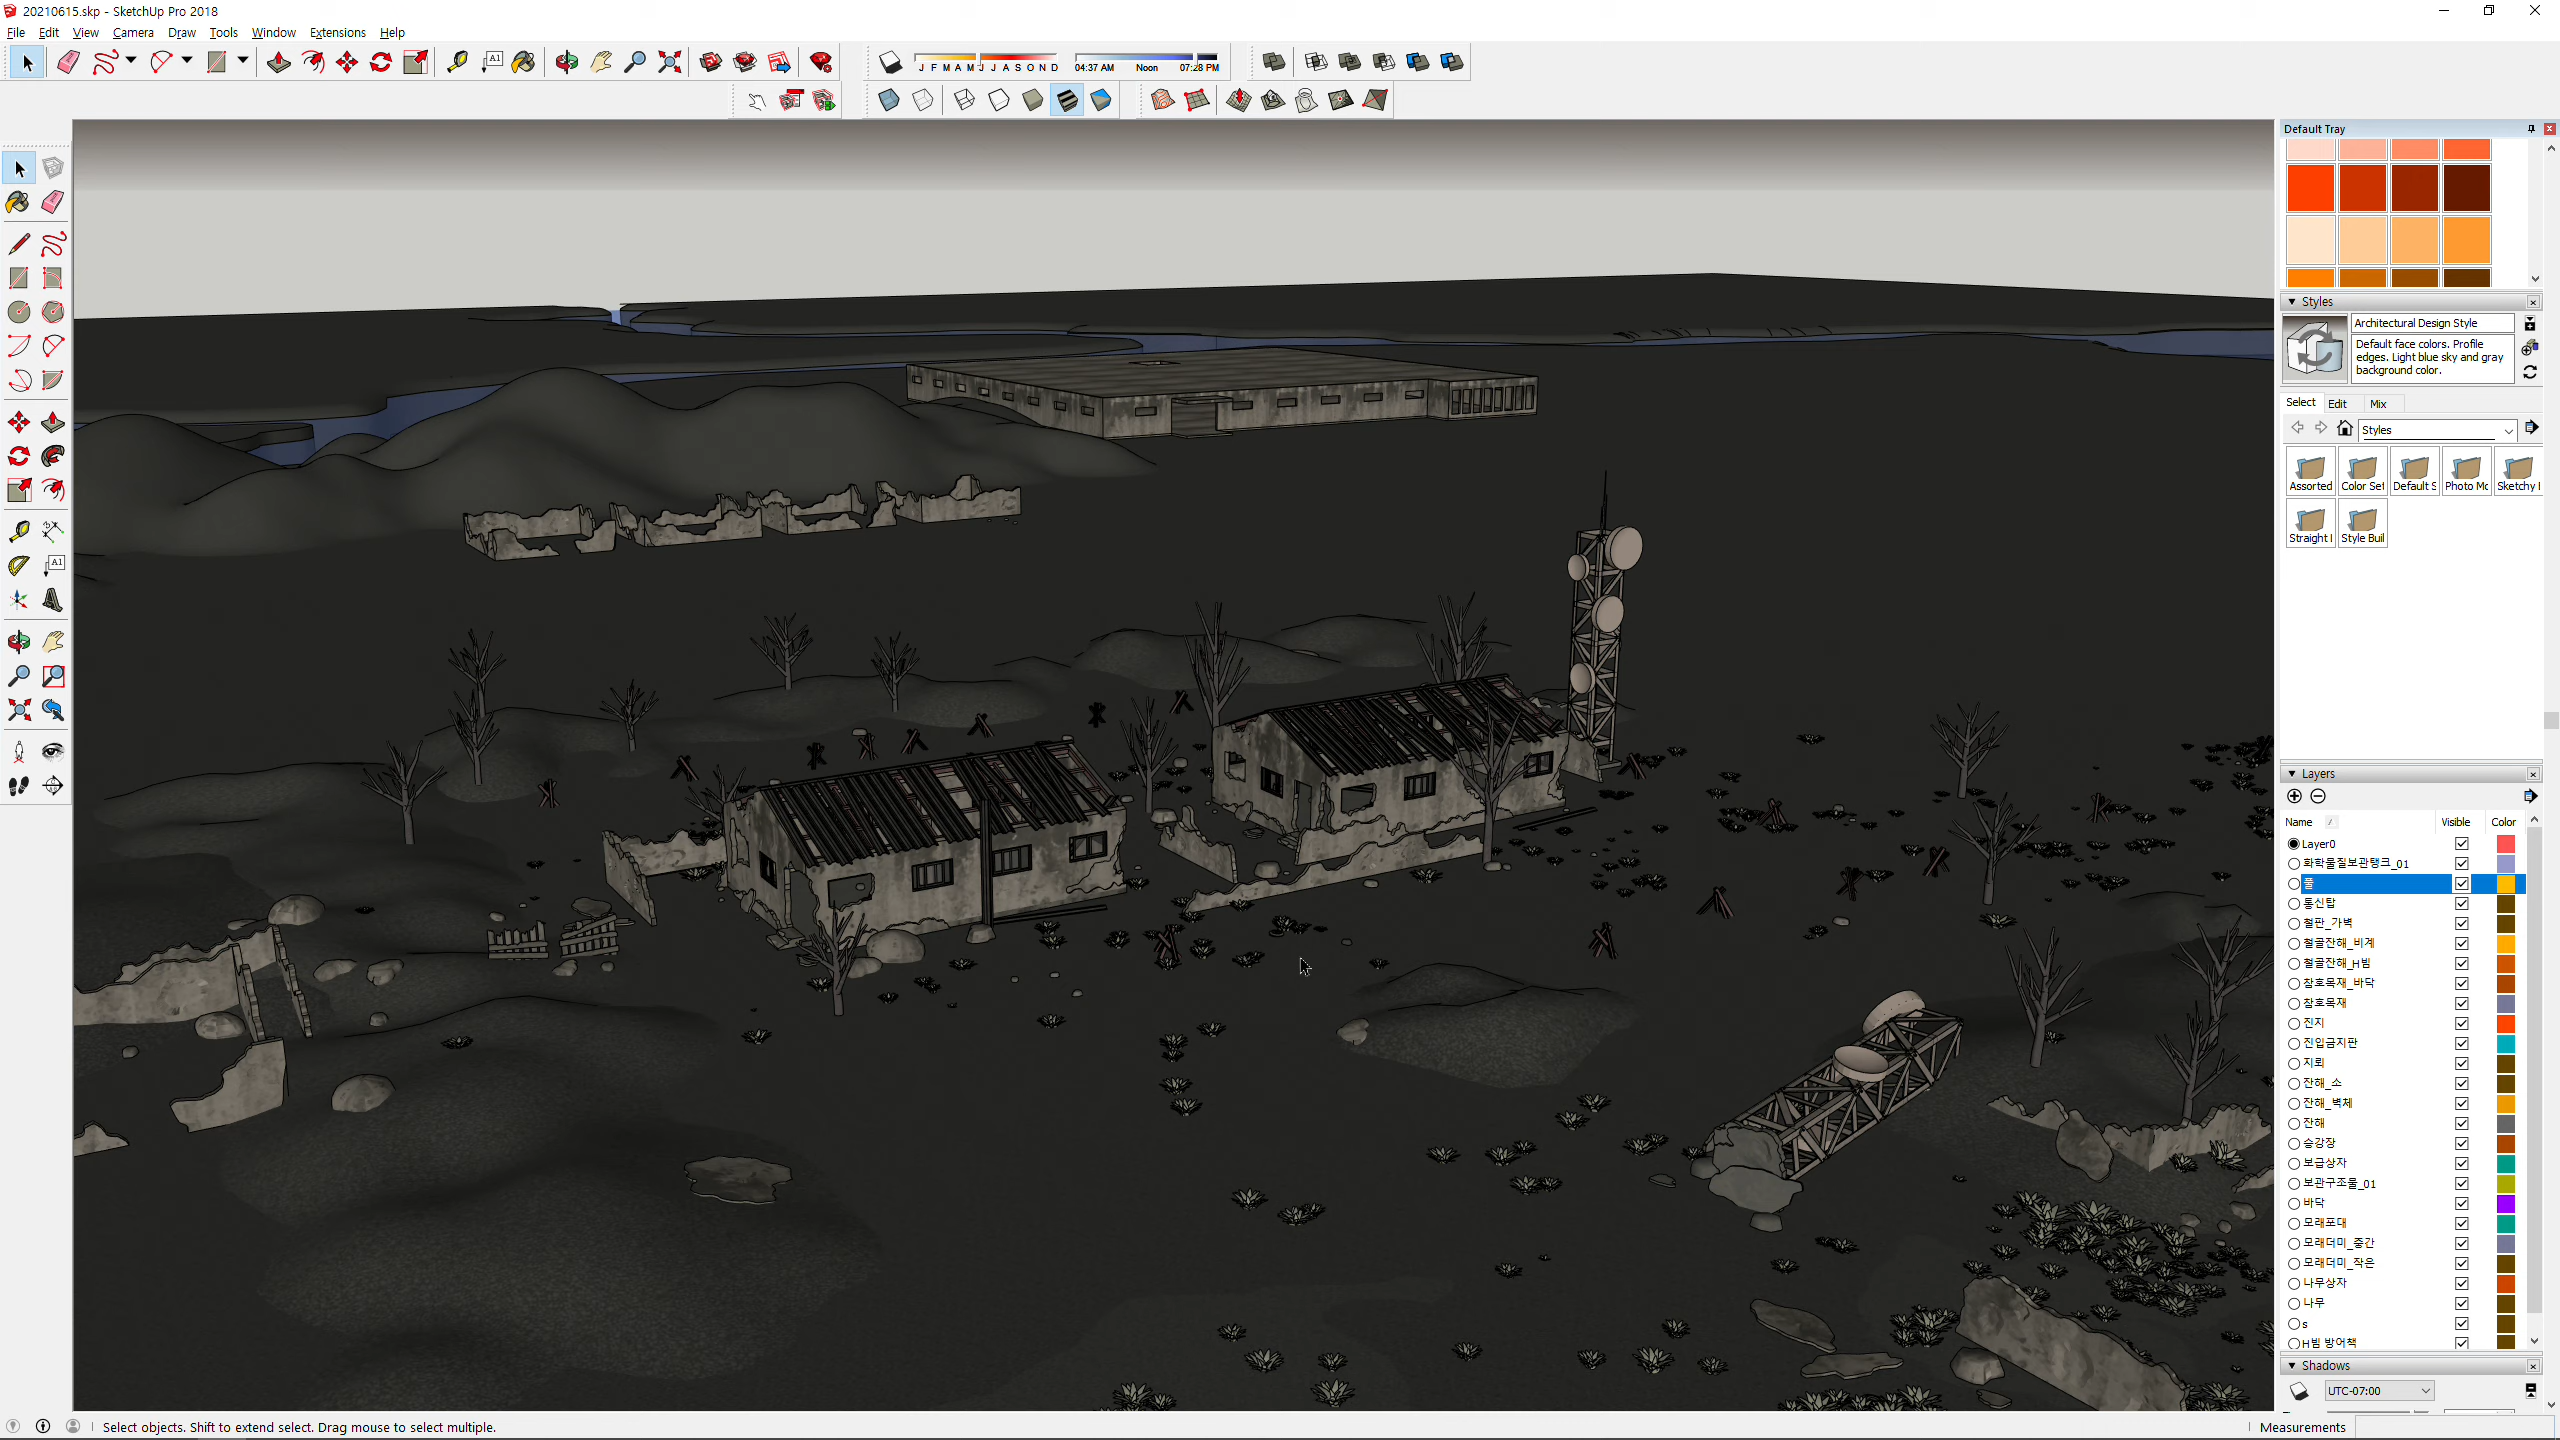 20210615.skp - SketchUp Pro 2018
File Edit View Camera Draw Tools Window Extensions Help
A1
J F M A M J J A S O N D
04:37 AM Noon 07:28 PM
Default Tray
Styles
Architectural Design Style
Default face colors. Profile
edges. Light blue sky and gray
background color.
Select Edit Mix
Styles
Assorted Color Set Default S Photo Mo Sketchy I
Straight I Style Buil
A1
Layers
Name Visible Color
Layer0
화학물질보관탱크_01
풀
통신탑
철판_가벽
철골잔해_비계
철골잔해_H빔
참호목재_바닥
참호목재
진지
진입금지판
지뢰
잔해_소
잔해_벽체
잔해
승강장
보급상자
보관구조물_01
바닥
모래포대
모래더미_중간
모래더미_작은
나무상자
나무
s
H빔 방어책
Shadows
UTC-07:00
Select objects. Shift to extend select. Drag mouse to select multiple.
Measurements